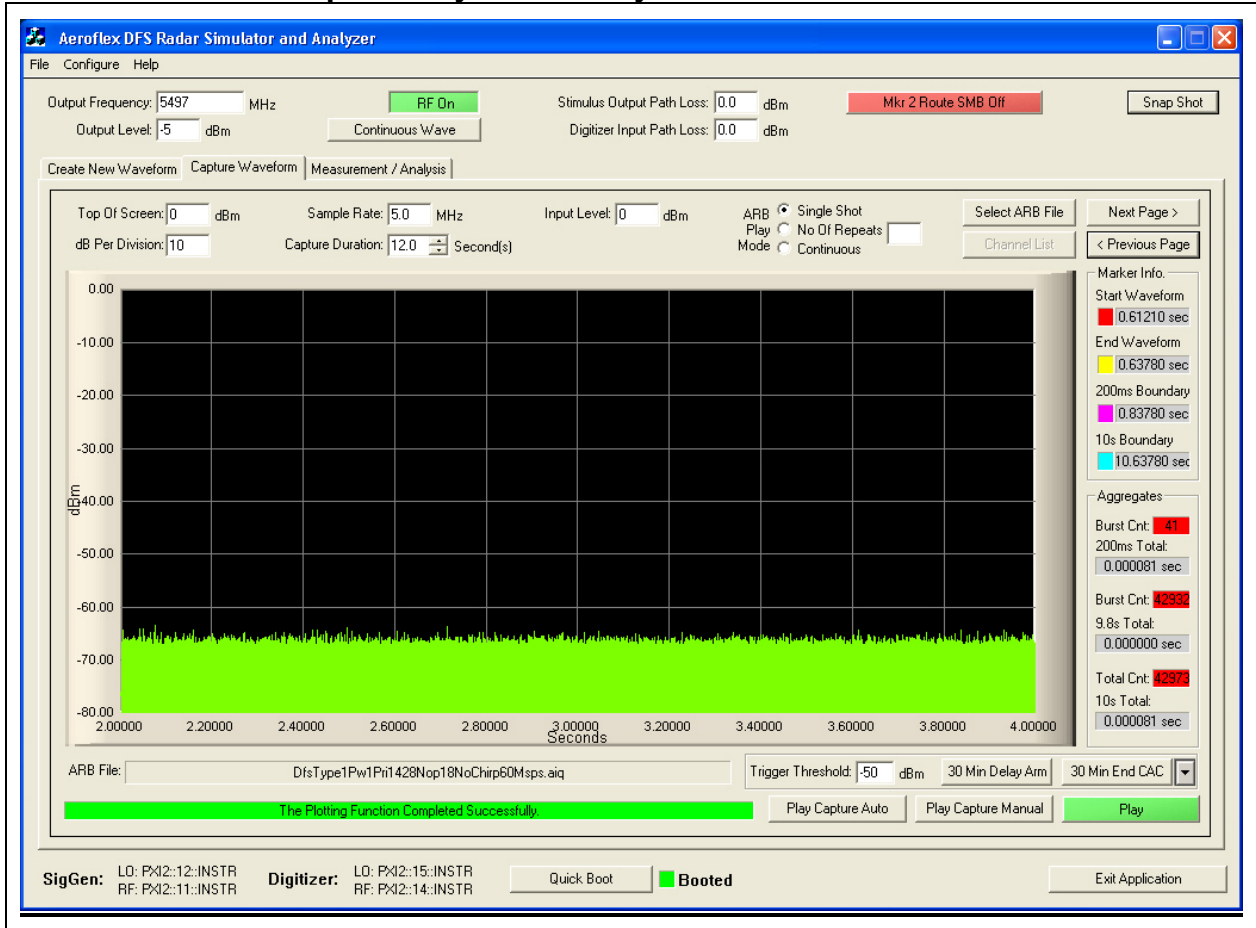 Aeroflex DFS Radar Simulator and Analyzer
File Configure Help
Output Frequency: 5497 MHz
RF On
Stimulus Output Path Loss: 0.0 dBm
Mkr 2 Route SMB Off
Snap Shot
Output Level: -5 dBm
Continuous Wave
Digitizer Input Path Loss: 0.0 dBm
Create New Waveform Capture Waveform Measurement / Analysis
Top Of Screen: 0 dBm
Sample Rate: 5.0 MHz
Input Level: 0 dBm
ARB Play Mode
Single Shot
No Of Repeats
Continuous
Select ARB File
Next Page >
dB Per Division: 10
Capture Duration: 12.0 Second(s)
Channel List
< Previous Page
0.00
-10.00
-20.00
-30.00
-40.00
-50.00
-60.00
-70.00
-80.00
dBm
2.00000 2.20000 2.40000 2.60000 2.80000 3.00000 3.20000 3.40000 3.60000 3.80000 4.00000
Seconds
Marker Info.
Start Waveform
0.61210 sec
End Waveform
0.63780 sec
200ms Boundary
0.83780 sec
10s Boundary
10.63780 sec
Aggregates
Burst Cnt: 41
200ms Total:
0.000081 sec
Burst Cnt: 42932
9.8s Total:
0.000000 sec
Total Cnt: 42973
10s Total:
0.000081 sec
ARB File: DfsType1Pw1Pri1428Nop18NoChirp60Msps.aiq
Trigger Threshold: -50 dBm
30 Min Delay Arm
30 Min End CAC
The Plotting Function Completed Successfully.
Play Capture Auto
Play Capture Manual
Play
SigGen: LO: PXI2::12::INSTR
RF: PXI2::11::INSTR
Digitizer: LO: PXI2::15::INSTR
RF: PXI2::14::INSTR
Quick Boot
Booted
Exit Application